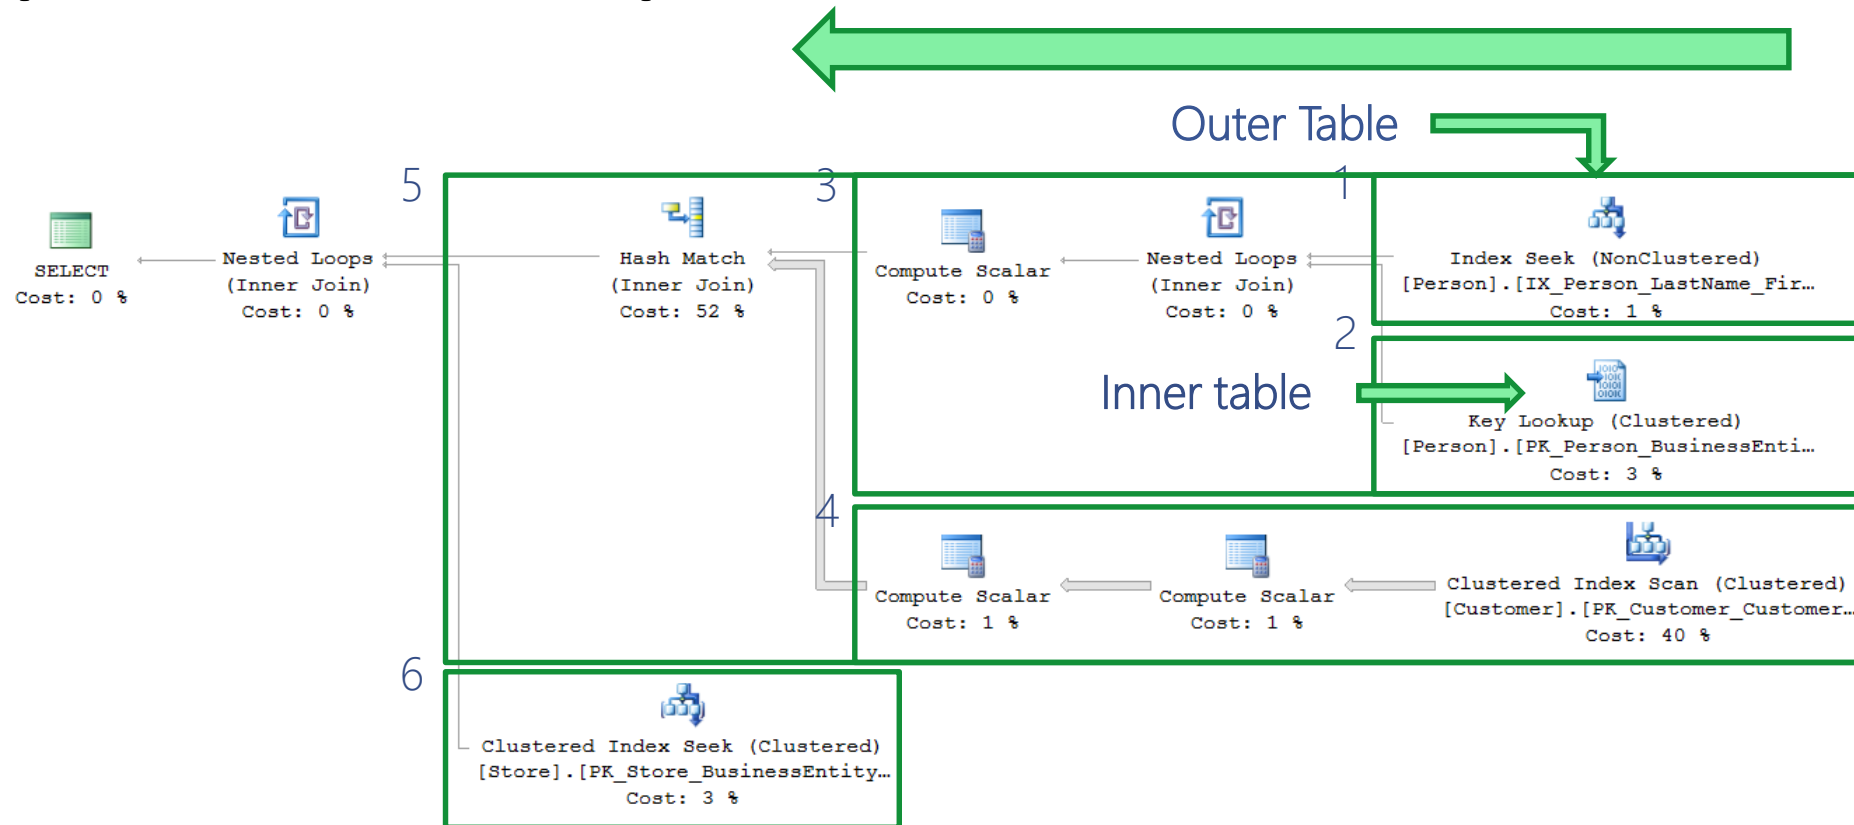 Outer Table
5
3
1
SELECT
Cost: 0 %
Nested Loops
(Inner Join)
Cost: 0 %
Hash Match
(Inner Join)
Cost: 52 %
Compute Scalar
Cost: 0 %
Nested Loops
(Inner Join)
Cost: 0 %
Index Seek (NonClustered)
[Person].[IX_Person_LastName_Fir…
Cost: 1 %
2
Inner table
Key Lookup (Clustered)
[Person].[PK_Person_BusinessEnti…
Cost: 3 %
4
Compute Scalar
Cost: 1 %
Compute Scalar
Cost: 1 %
Clustered Index Scan (Clustered)
[Customer].[PK_Customer_Customer…
Cost: 40 %
6
Clustered Index Seek (Clustered)
[Store].[PK_Store_BusinessEntity…
Cost: 3 %